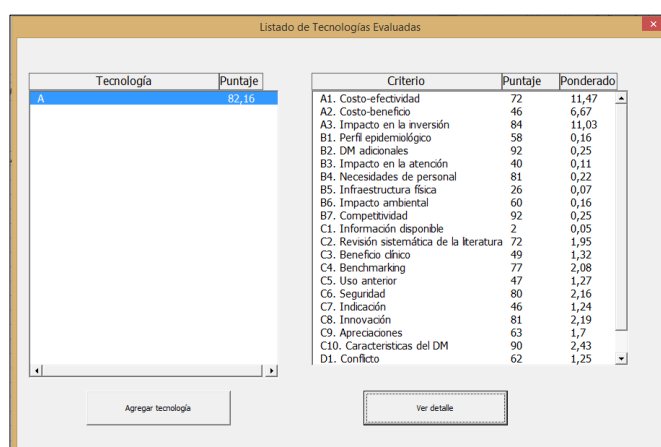 Listado de Tecnologías Evaluadas
x
Tecnología Puntaje
A 82,16
Criterio Puntaje Ponderado
A1. Costo-efectividad 72 11,47
A2. Costo-beneficio 46 6,67
A3. Impacto en la inversión 84 11,03
B1. Perfil epidemiológico 58 0,16
B2. DM adicionales 92 0,25
B3. Impacto en la atención 40 0,11
B4. Necesidades de personal 81 0,22
B5. Infraestructura física 26 0,07
B6. Impacto ambiental 60 0,16
B7. Competitividad 92 0,25
C1. Información disponible 2 0,05
C2. Revisión sistemática de la literatura 72 1,95
C3. Beneficio clínico 49 1,32
C4. Benchmarking 77 2,08
C5. Uso anterior 47 1,27
C6. Seguridad 80 2,16
C7. Indicación 46 1,24
C8. Innovación 81 2,19
C9. Apreciaciones 63 1,7
C10. Caracteristicas del DM 90 2,43
D1. Conflicto 62 1,25
Agregar tecnología
Ver detalle